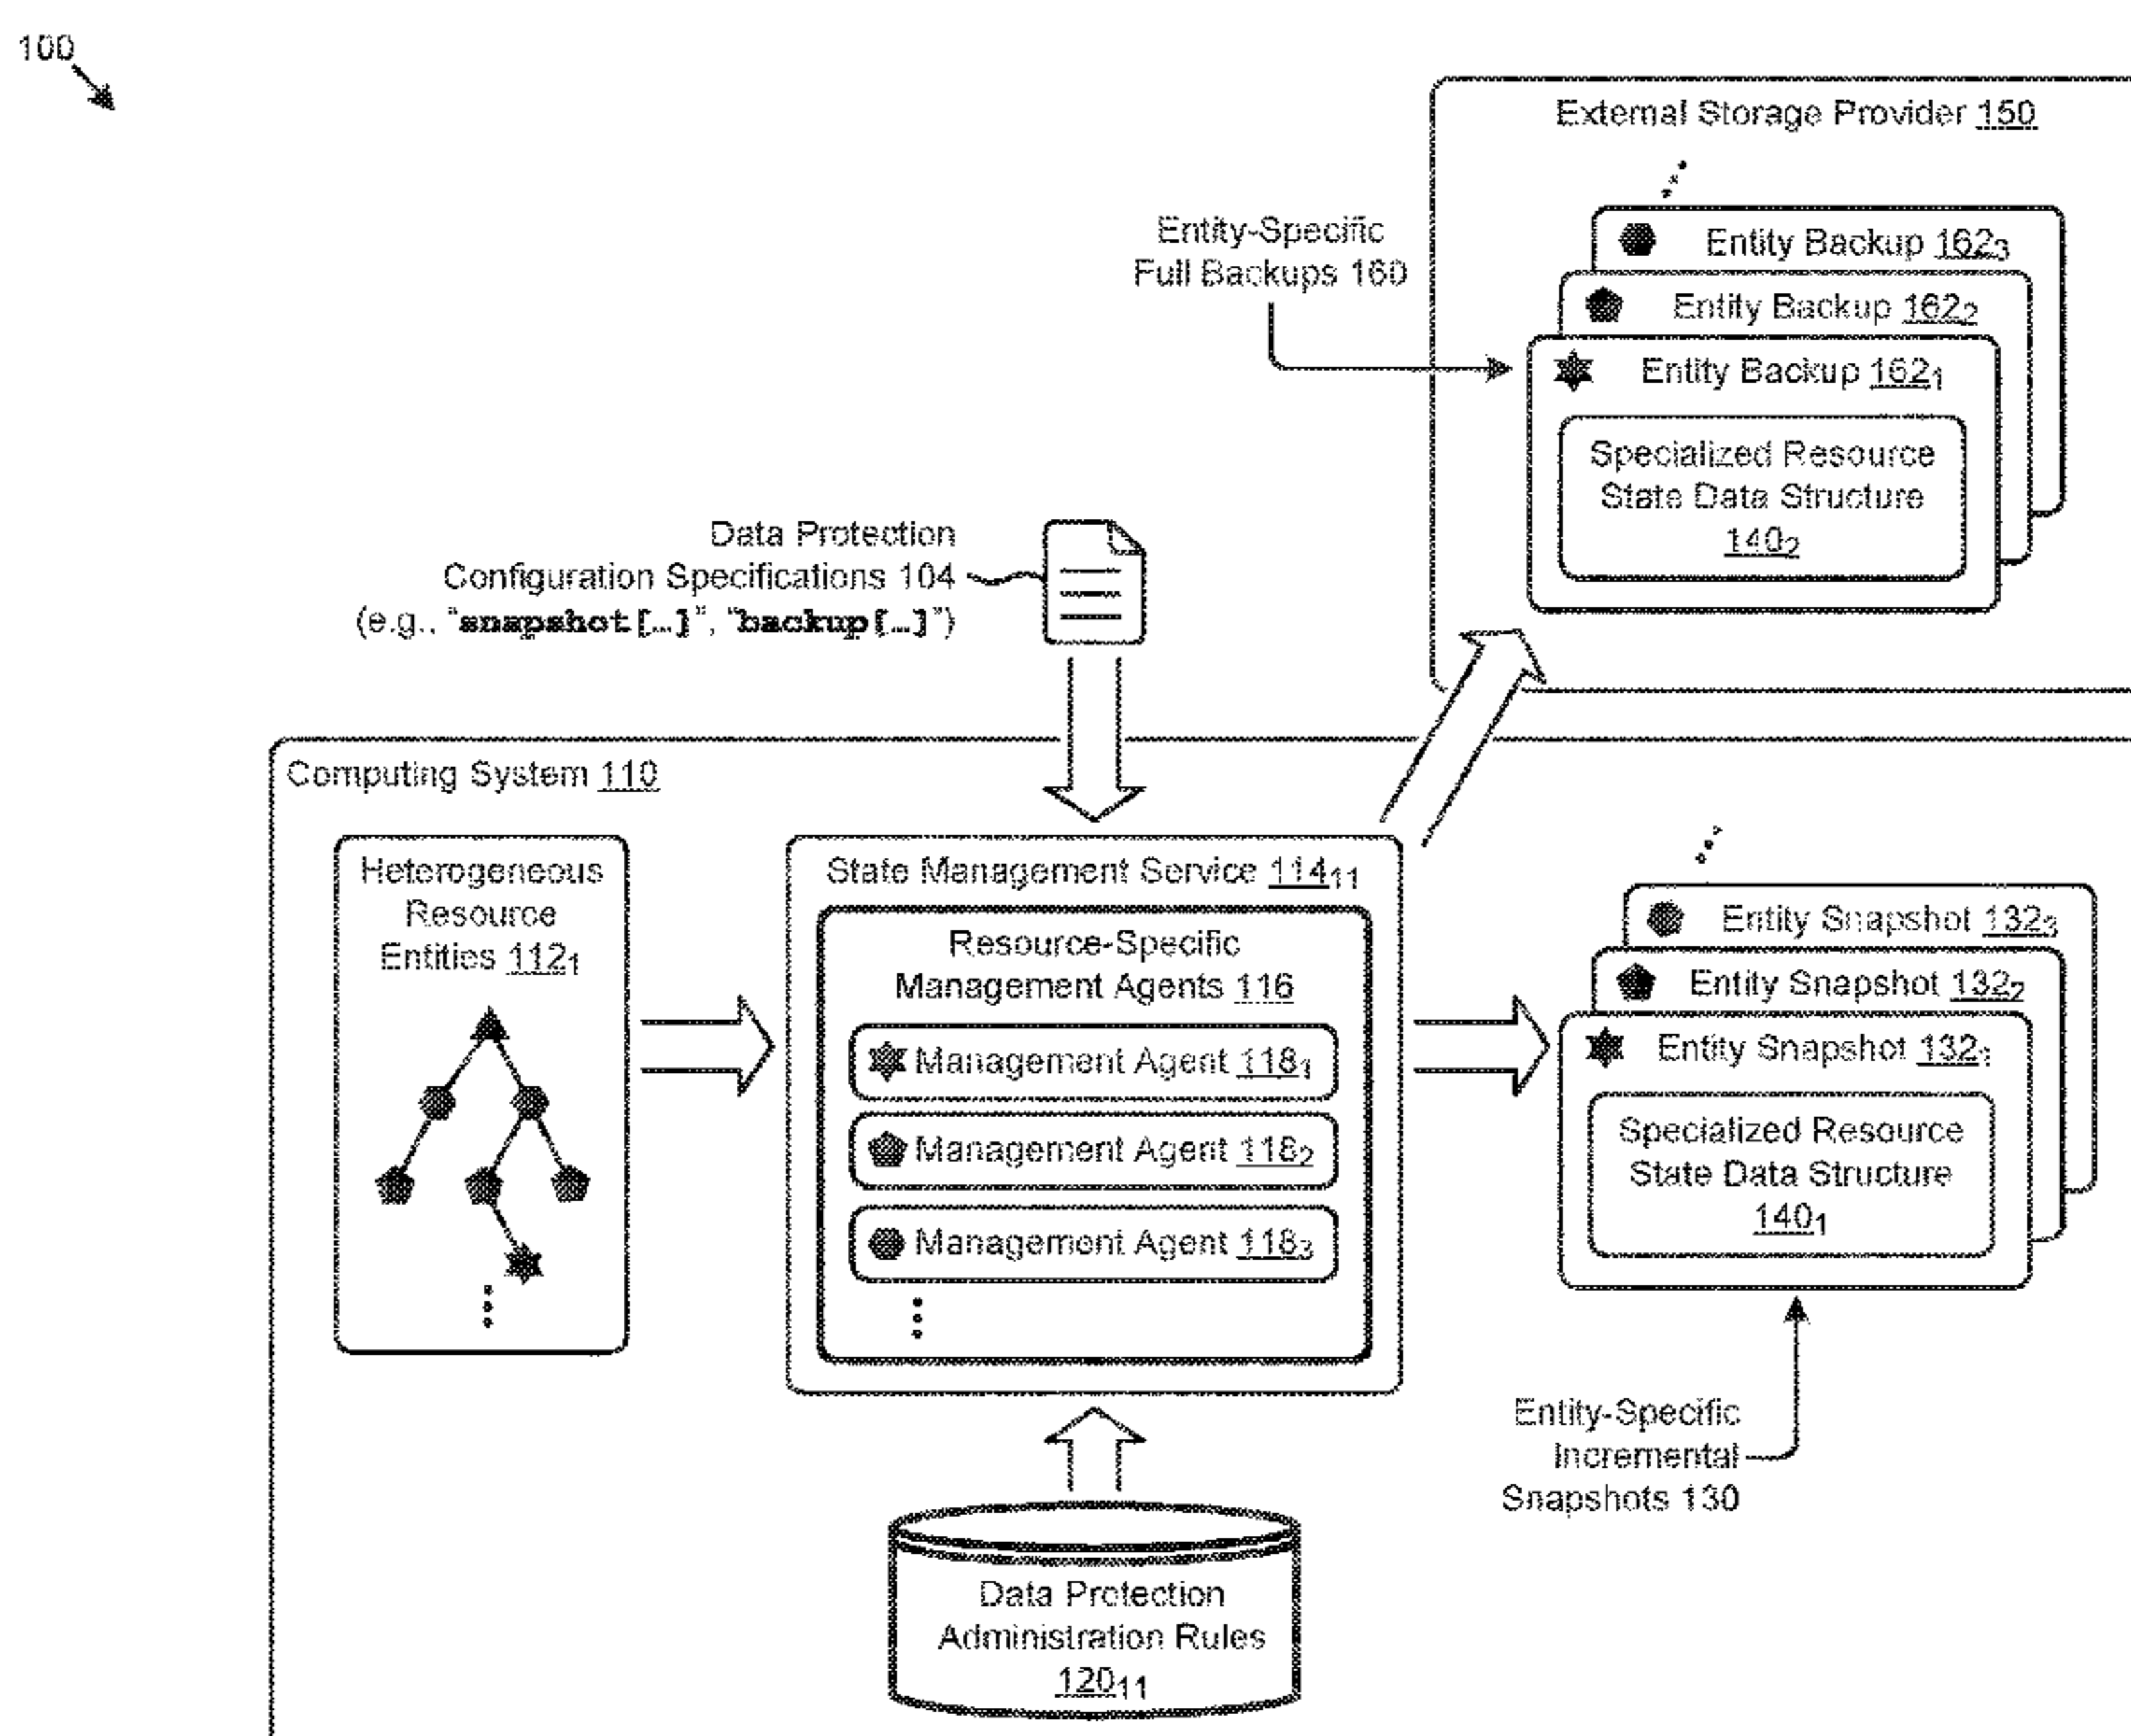 100
External Storage Provider 150
Entity-Specific
Full Backups 160
Entity Backup 162₃
Entity Backup 162₂
Entity Backup 162₁
Specialized Resource
State Data Structure
140₂
Data Protection
Configuration Specifications 104
(e.g., "snapshot[…]", "backup[…]")
Computing System 110
Heterogeneous
Resource
Entities 112₁
State Management Service 114₁₁
Resource-Specific
Management Agents 116
Management Agent 118₁
Management Agent 118₂
Management Agent 118₃
Entity Snapshot 132₃
Entity Snapshot 132₂
Entity Snapshot 132₁
Specialized Resource
State Data Structure
140₁
Entity-Specific
Incremental
Snapshots 130
Data Protection
Administration Rules
120₁₁